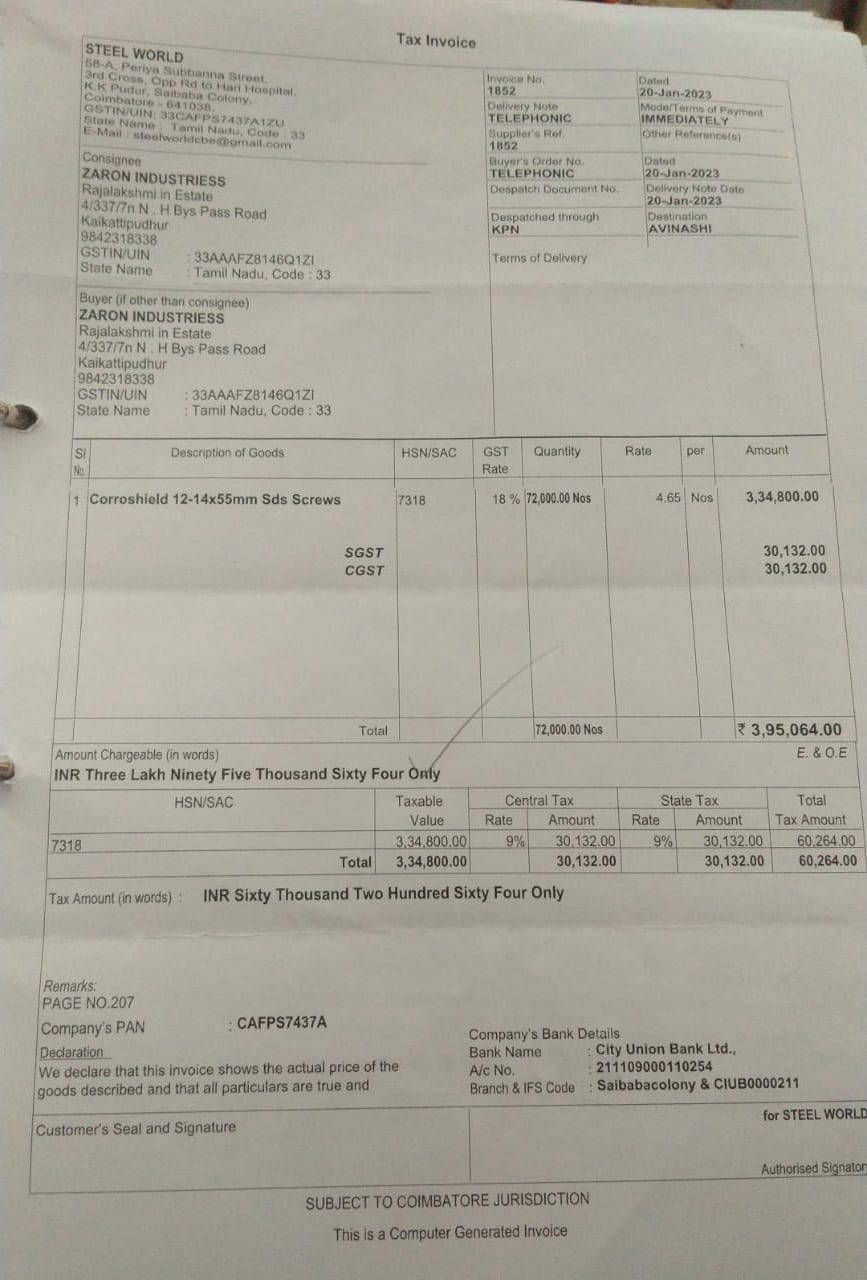 Tax Invoice
STEEL WORLD
58-A, Periya Subbanna Street,
3rd Cross, Opp Rd to Hari Hospital,
K.K Pudur, Saibaba Colony,
Coimbatore - 641038,
GSTIN/UIN: 33CAFPS7437A1ZU
State Name : Tamil Nadu, Code : 33
E-Mail : steelworldcbe@gmail.com
Invoice No.
1852
Dated
20-Jan-2023
Delivery Note
TELEPHONIC
Mode/Terms of Payment
IMMEDIATELY
Supplier's Ref.
1852
Other Reference(s)
Buyer's Order No.
TELEPHONIC
Dated
20-Jan-2023
Despatch Document No.
Delivery Note Date
20-Jan-2023
Despatched through
KPN
Destination
AVINASHI
Terms of Delivery
Consignee
ZARON INDUSTRIESS
Rajalakshmi in Estate
4/337/7n N . H Bys Pass Road
Kaikattipudhur
9842318338
GSTIN/UIN : 33AAAFZ8146Q1ZI
State Name : Tamil Nadu, Code : 33
Buyer (if other than consignee)
ZARON INDUSTRIESS
Rajalakshmi in Estate
4/337/7n N . H Bys Pass Road
Kaikattipudhur
9842318338
GSTIN/UIN : 33AAAFZ8146Q1ZI
State Name : Tamil Nadu, Code : 33
Sl No. Description of Goods HSN/SAC GST Rate Quantity Rate per Amount
1 Corroshield 12-14x55mm Sds Screws 7318 18 % 72,000.00 Nos 4.65 Nos 3,34,800.00
SGST 30,132.00
CGST 30,132.00
Total 72,000.00 Nos ₹ 3,95,064.00
Amount Chargeable (in words) E. & O.E
INR Three Lakh Ninety Five Thousand Sixty Four Only
HSN/SAC Taxable Central Tax State Tax Total
Value Rate Amount Rate Amount Tax Amount
7318 3,34,800.00 9% 30,132.00 9% 30,132.00 60,264.00
Total 3,34,800.00 30,132.00 30,132.00 60,264.00
Tax Amount (in words) : INR Sixty Thousand Two Hundred Sixty Four Only
Remarks:
PAGE NO.207
Company's PAN : CAFPS7437A
Declaration
We declare that this invoice shows the actual price of the
goods described and that all particulars are true and
Company's Bank Details
Bank Name : City Union Bank Ltd.,
A/c No. : 211109000110254
Branch & IFS Code : Saibabacolony & CIUB0000211
Customer's Seal and Signature
for STEEL WORLD
Authorised Signator
SUBJECT TO COIMBATORE JURISDICTION
This is a Computer Generated Invoice